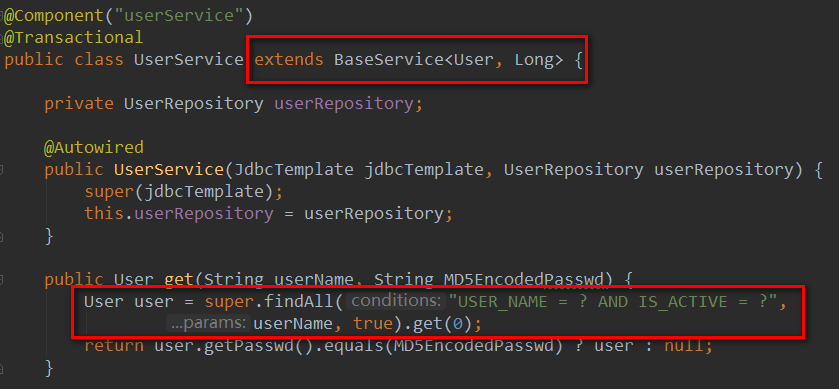 @Component("userService")
@Transactional
public class UserService extends BaseService<User, Long> {
private UserRepository userRepository;
@Autowired
public UserService(JdbcTemplate jdbcTemplate, UserRepository userRepository) {
super(jdbcTemplate);
this.userRepository = userRepository;
}
public User get(String userName, String MD5EncodedPasswd) {
User user = super.findAll( conditions: "USER_NAME = ? AND IS_ACTIVE = ?",
...params: userName, true).get(0);
return user.getPasswd().equals(MD5EncodedPasswd) ? user : null;
}